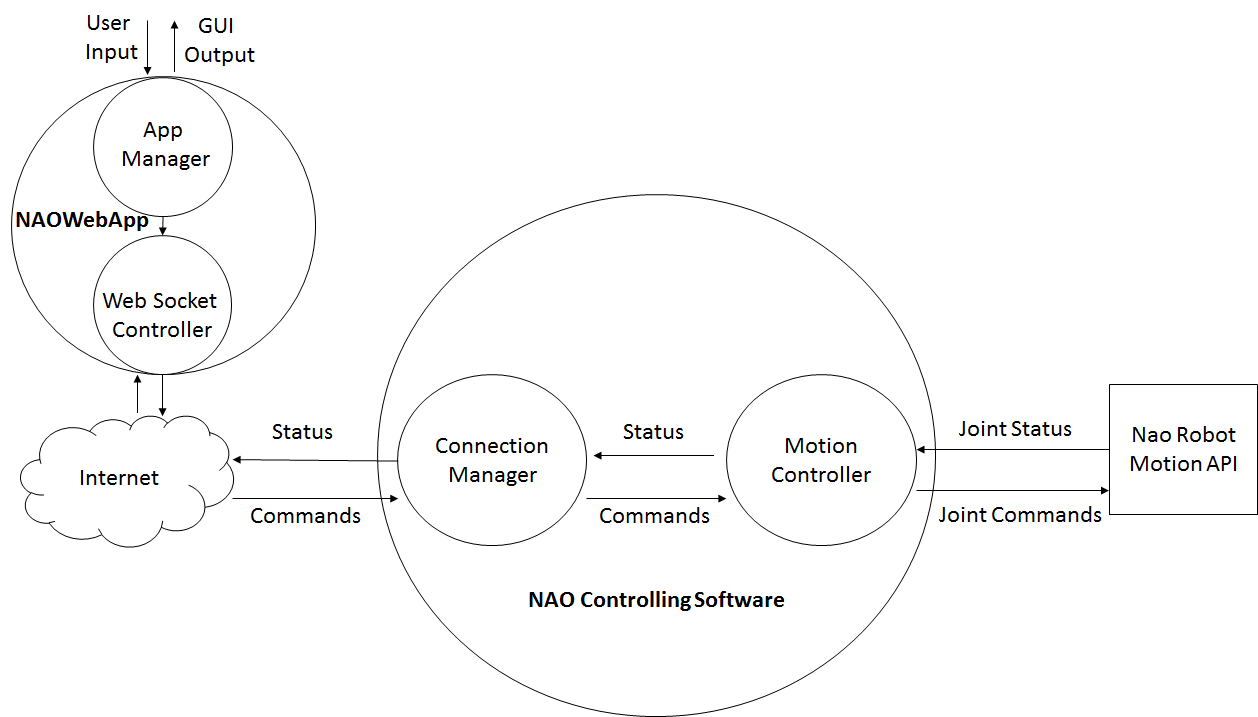 User
Input
GUI
Output
App
Manager
NAOWebApp
Web Socket
Controller
Internet
Status
Commands
Connection
Manager
Status
Commands
Motion
Controller
Joint Status
Joint Commands
Nao Robot
Motion API
NAO Controlling Software